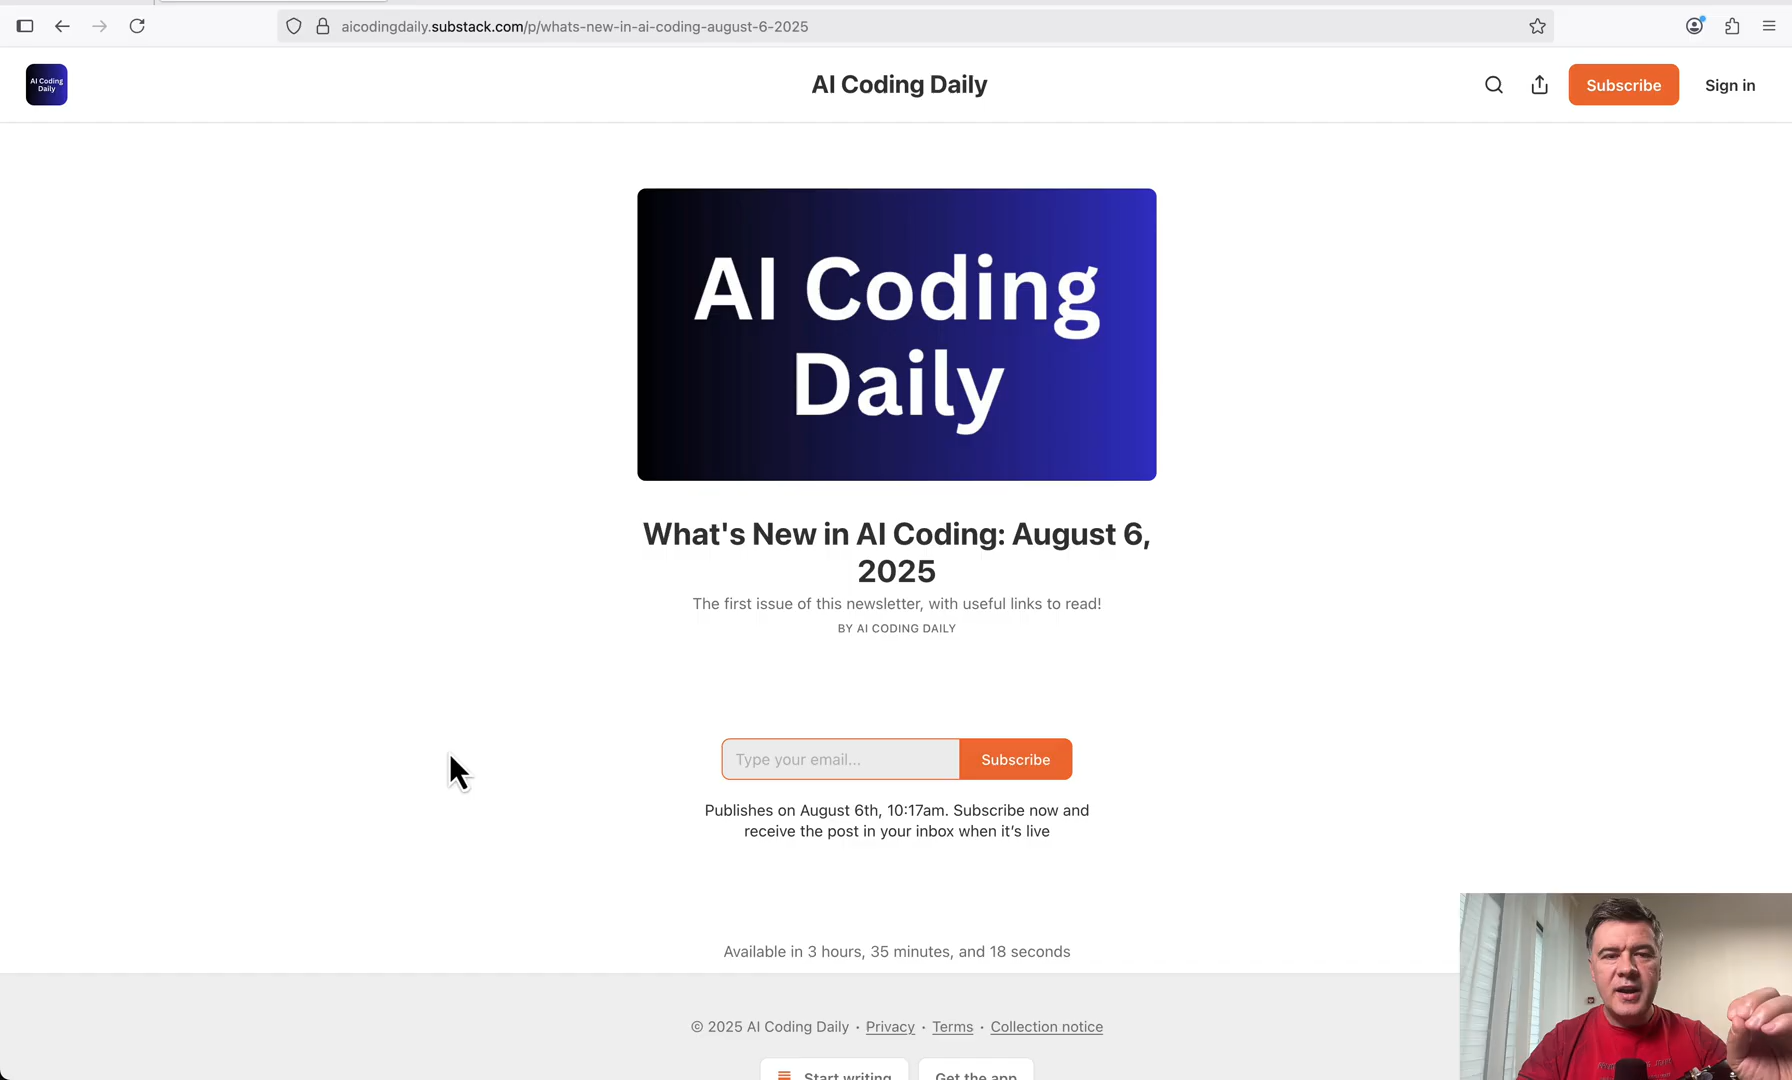 aicodingdaily.substack.com/p/whats-new-in-ai-coding-august-6-2025
AI Coding
Daily
AI Coding Daily
Subscribe
Sign in
AI Coding
Daily
What's New in AI Coding: August 6,
2025
The first issue of this newsletter, with useful links to read!
BY AI CODING DAILY
Type your email...
Subscribe
Publishes on August 6th, 10:17am. Subscribe now and
receive the post in your inbox when it’s live
Available in 3 hours, 35 minutes, and 18 seconds
© 2025 AI Coding Daily · Privacy · Terms · Collection notice
Start writing
Get the app